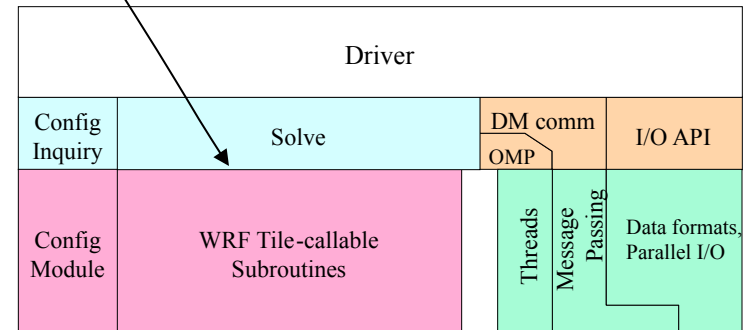 Driver
Config
Inquiry
Solve
DM comm
OMP
I/O API
Config
Module
WRF Tile-callable
Subroutines
Threads
Message
Passing
Data formats,
Parallel I/O